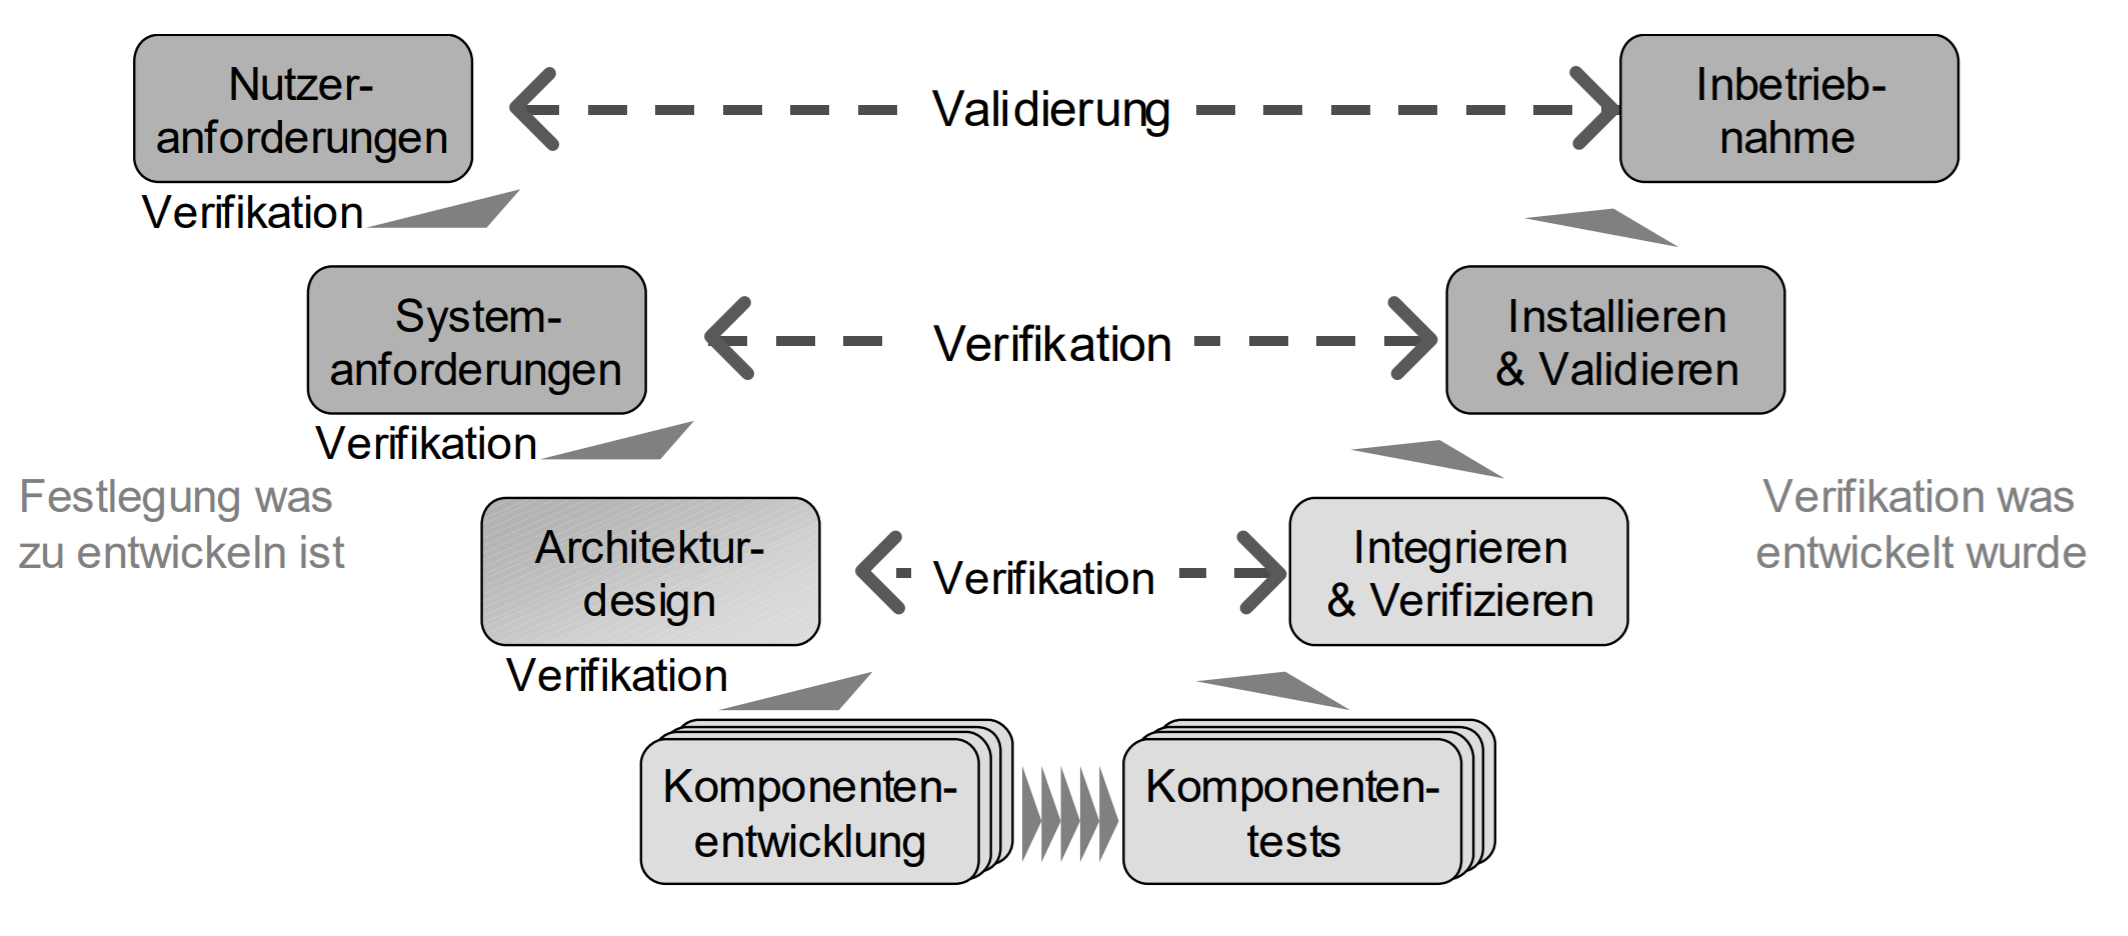 Nutzer-
anforderungen
Validierung
Inbetrieb-
nahme
Verifikation
System-
anforderungen
Verifikation
Installieren
& Validieren
Verifikation
Festlegung was
zu entwickeln ist
Verifikation was
entwickelt wurde
Architektur-
design
Verifikation
Integrieren
& Verifizieren
Verifikation
Komponenten-
entwicklung
Komponenten-
tests